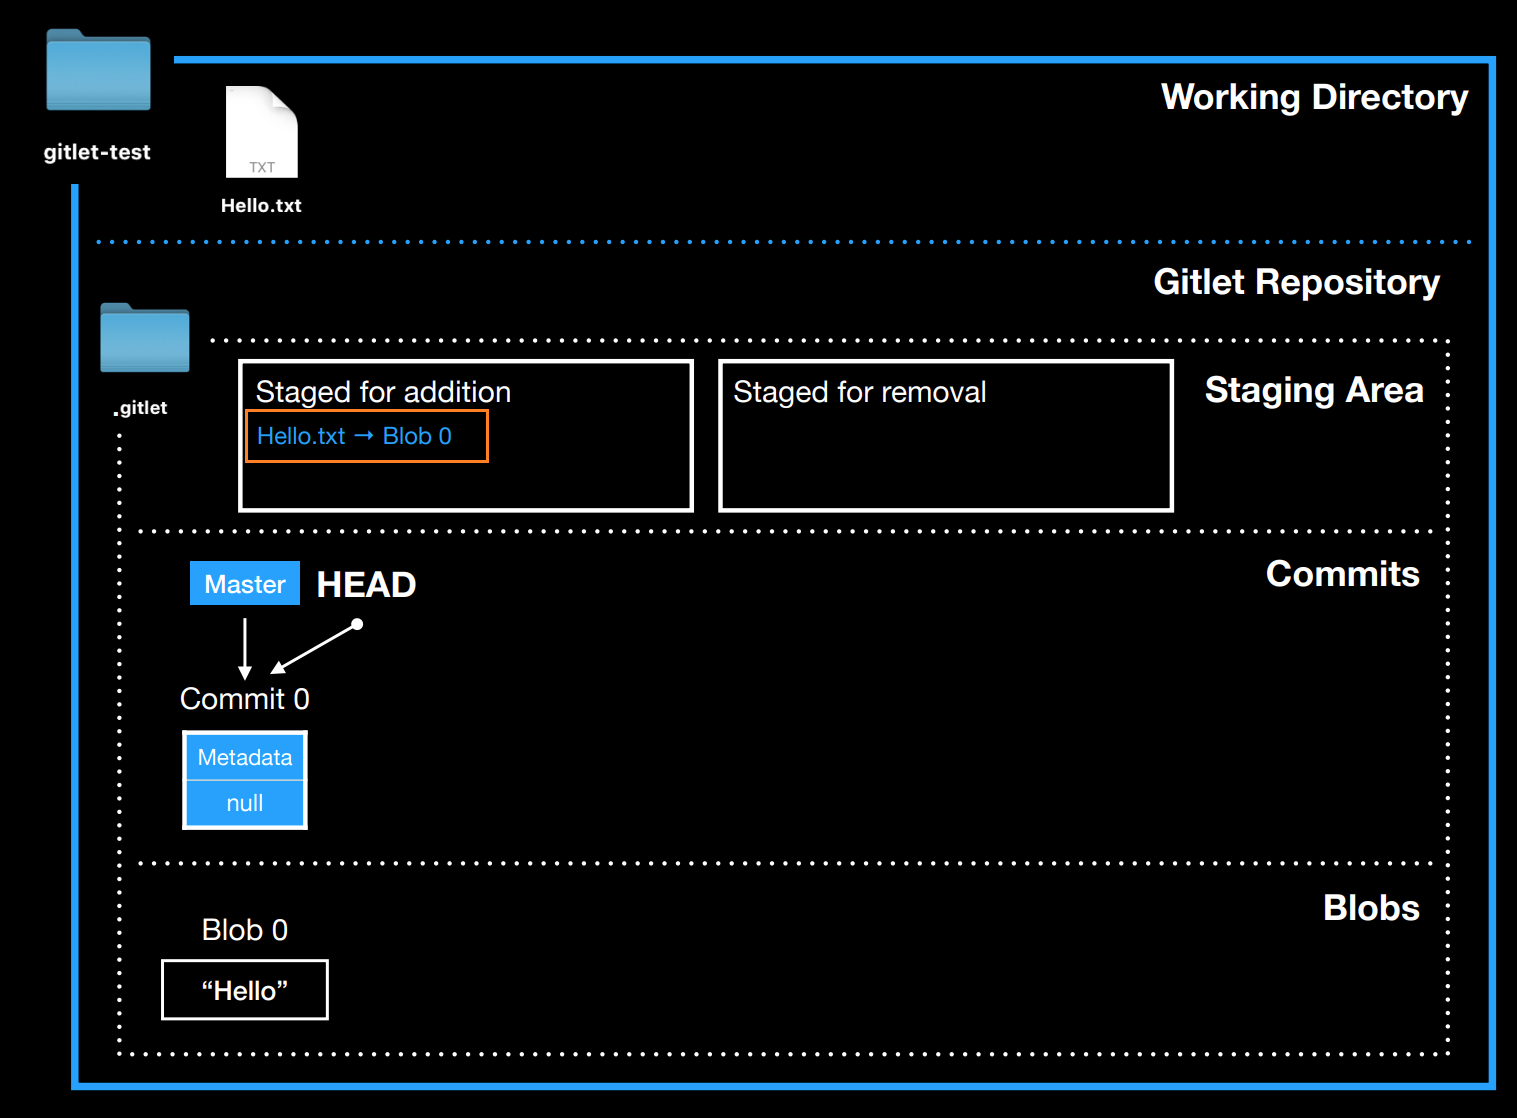 gitlet-test
Working Directory
TXT
Hello.txt
Gitlet Repository
.gitlet
Staging Area
Staged for addition
Hello.txt → Blob 0
Staged for removal
Commits
Master
HEAD
Commit 0
Metadata
null
Blobs
Blob 0
“Hello”